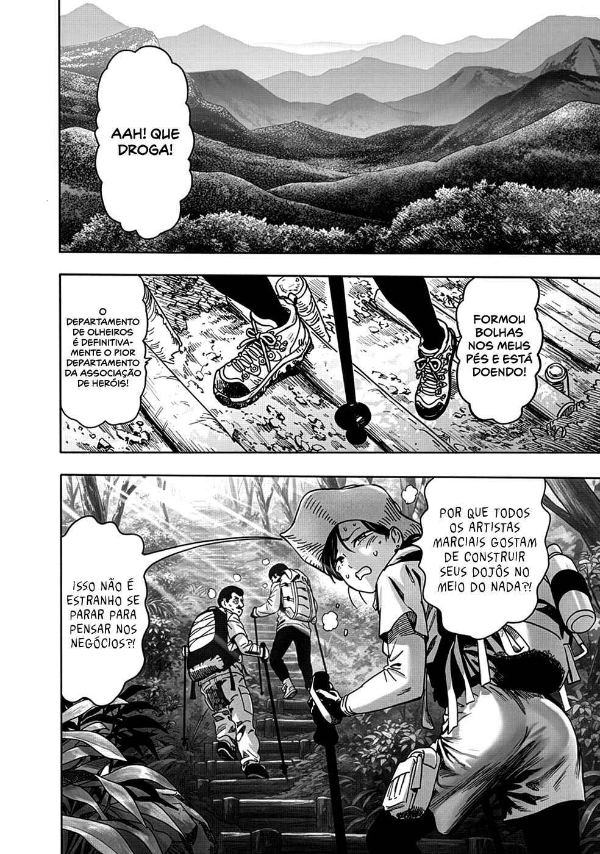 AAH! QUE
DROGA!
FORMOU
BOLHAS
NOS MEUS
PÉS E ESTÁ
DOENDO!
O
DEPARTAMENTO
DE OLHEIROS
É DEFINITIVA-
MENTE O PIOR
DEPARTAMENTO
DA ASSOCIAÇÃO
DE HERÓIS!
POR QUE TODOS
OS ARTISTAS
MARCIAIS GOSTAM
DE CONSTRUIR
SEUS DOJÔS NO
MEIO DO NADA?!
ISSO NÃO É
ESTRANHO SE
PARAR PARA
PENSAR NOS
NEGÓCIOS?!